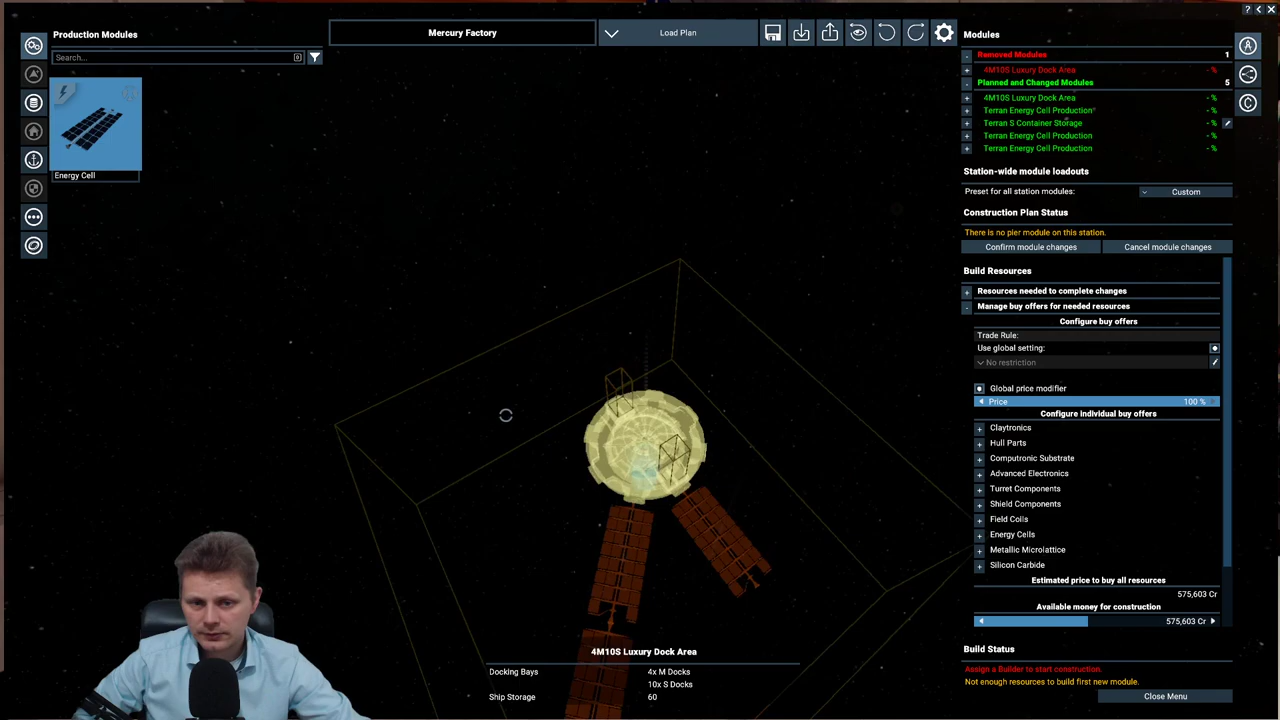 Production Modules
Search...
Energy Cell
Mercury Factory
Load Plan
Modules
- Removed Modules 1
+ 4M10S Luxury Dock Area - %
- Planned and Changed Modules 5
+ 4M10S Luxury Dock Area - %
+ Terran Energy Cell Production - %
+ Terran S Container Storage - %
+ Terran Energy Cell Production - %
+ Terran Energy Cell Production - %
Station-wide module loadouts
Preset for all station modules: Custom
Construction Plan Status
There is no pier module on this station.
Confirm module changes Cancel module changes
Build Resources
+ Resources needed to complete changes
- Manage buy offers for needed resources
Configure buy offers
Trade Rule:
Use global setting:
No restriction
Global price modifier
Price 100 %
Configure individual buy offers
+ Claytronics
+ Hull Parts
+ Computronic Substrate
+ Advanced Electronics
+ Turret Components
+ Shield Components
+ Field Coils
+ Energy Cells
+ Metallic Microlattice
+ Silicon Carbide
Estimated price to buy all resources
575,603 Cr
Available money for construction
575,603 Cr
Build Status
Assign a Builder to start construction.
Not enough resources to build first new module.
Close Menu
4M10S Luxury Dock Area
Docking Bays 4x M Docks
10x S Docks
Ship Storage 60